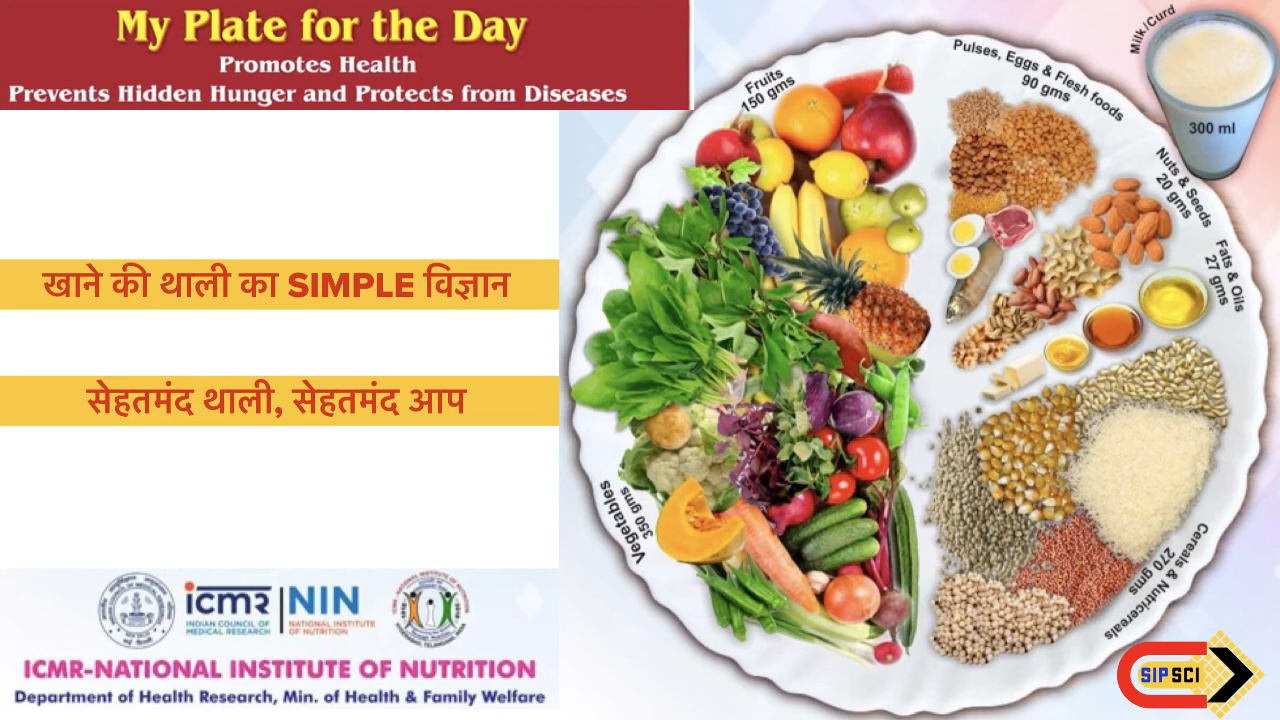 My Plate for the Day
Promotes Health
Prevents Hidden Hunger and Protects from Diseases
खाने की थाली का SIMPLE विज्ञान
सेहतमंद थाली, सेहतमंद आप
icmr
INDIAN COUNCIL OF
MEDICAL RESEARCH
NIN
NATIONAL INSTITUTE
OF NUTRITION
ICMR-NATIONAL INSTITUTE OF NUTRITION
Department of Health Research, Min. of Health & Family Welfare
Fruits
150 gms
Pulses, Eggs & Flesh foods
90 gms
Milk/Curd
300 ml
Nuts & Seeds
20 gms
Fats & Oils
27 gms
Vegetables
350 gms
Cereals & Nutricereals
270 gms
SIPSCI